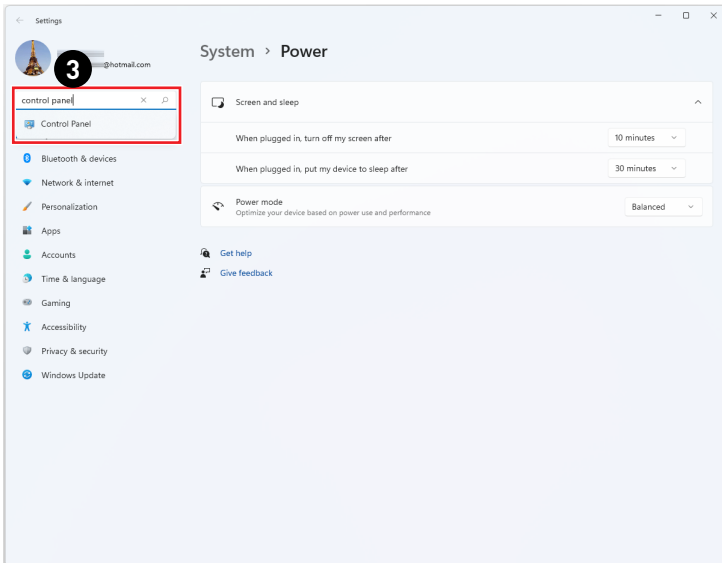 Settings
System > Power
3
@hotmail.com
control panel
Control Panel
Bluetooth & devices
Network & internet
Personalization
Apps
Accounts
Time & language
Gaming
Accessibility
Privacy & security
Windows Update
Screen and sleep
When plugged in, turn off my screen after
10 minutes
When plugged in, put my device to sleep after
30 minutes
Power mode
Optimize your device based on power use and performance
Balanced
Get help
Give feedback